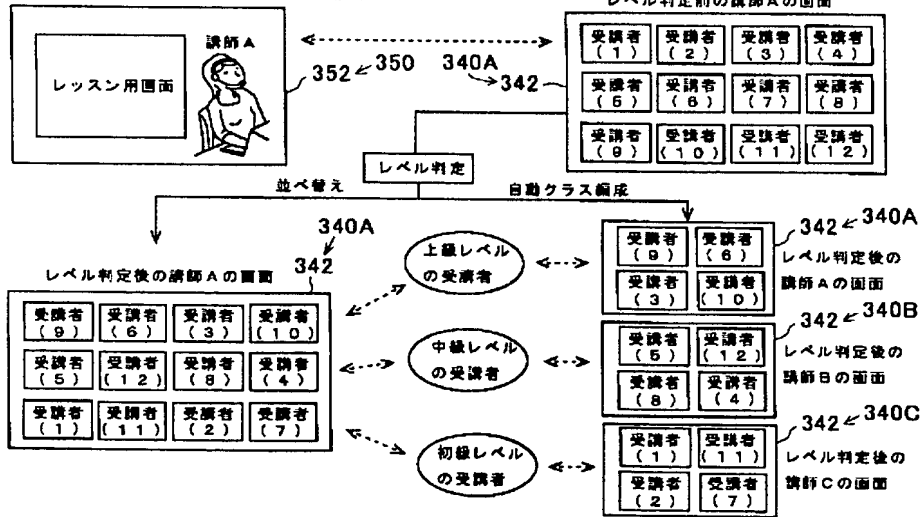 レベル判定前の講師Aの画面
講師A
レッスン用画面
352 350
340A
342
受講者 受講者 受講者 受講者
(1) (2) (3) (4)
受講者 受講者 受講者 受講者
(5) (6) (7) (8)
受講者 受講者 受講者 受講者
(9) (10) (11) (12)
レベル判定
並べ替え
自動クラス編成
340A
342
レベル判定後の講師Aの画面
受講者 受講者 受講者 受講者
(9) (6) (3) (10)
受講者 受講者 受講者 受講者
(5) (12) (8) (4)
受講者 受講者 受講者 受講者
(1) (11) (2) (7)
上級レベル
の受講者
中級レベル
の受講者
初級レベル
の受講者
受講者 受講者
(9) (6)
受講者 受講者
(3) (10)
342 340A
レベル判定後の
講師Aの画面
受講者 受講者
(5) (12)
受講者 受講者
(8) (4)
342 340B
レベル判定後の
講師Bの画面
受講者 受講者
(1) (11)
受講者 受講者
(2) (7)
342 340C
レベル判定後の
講師Cの画面